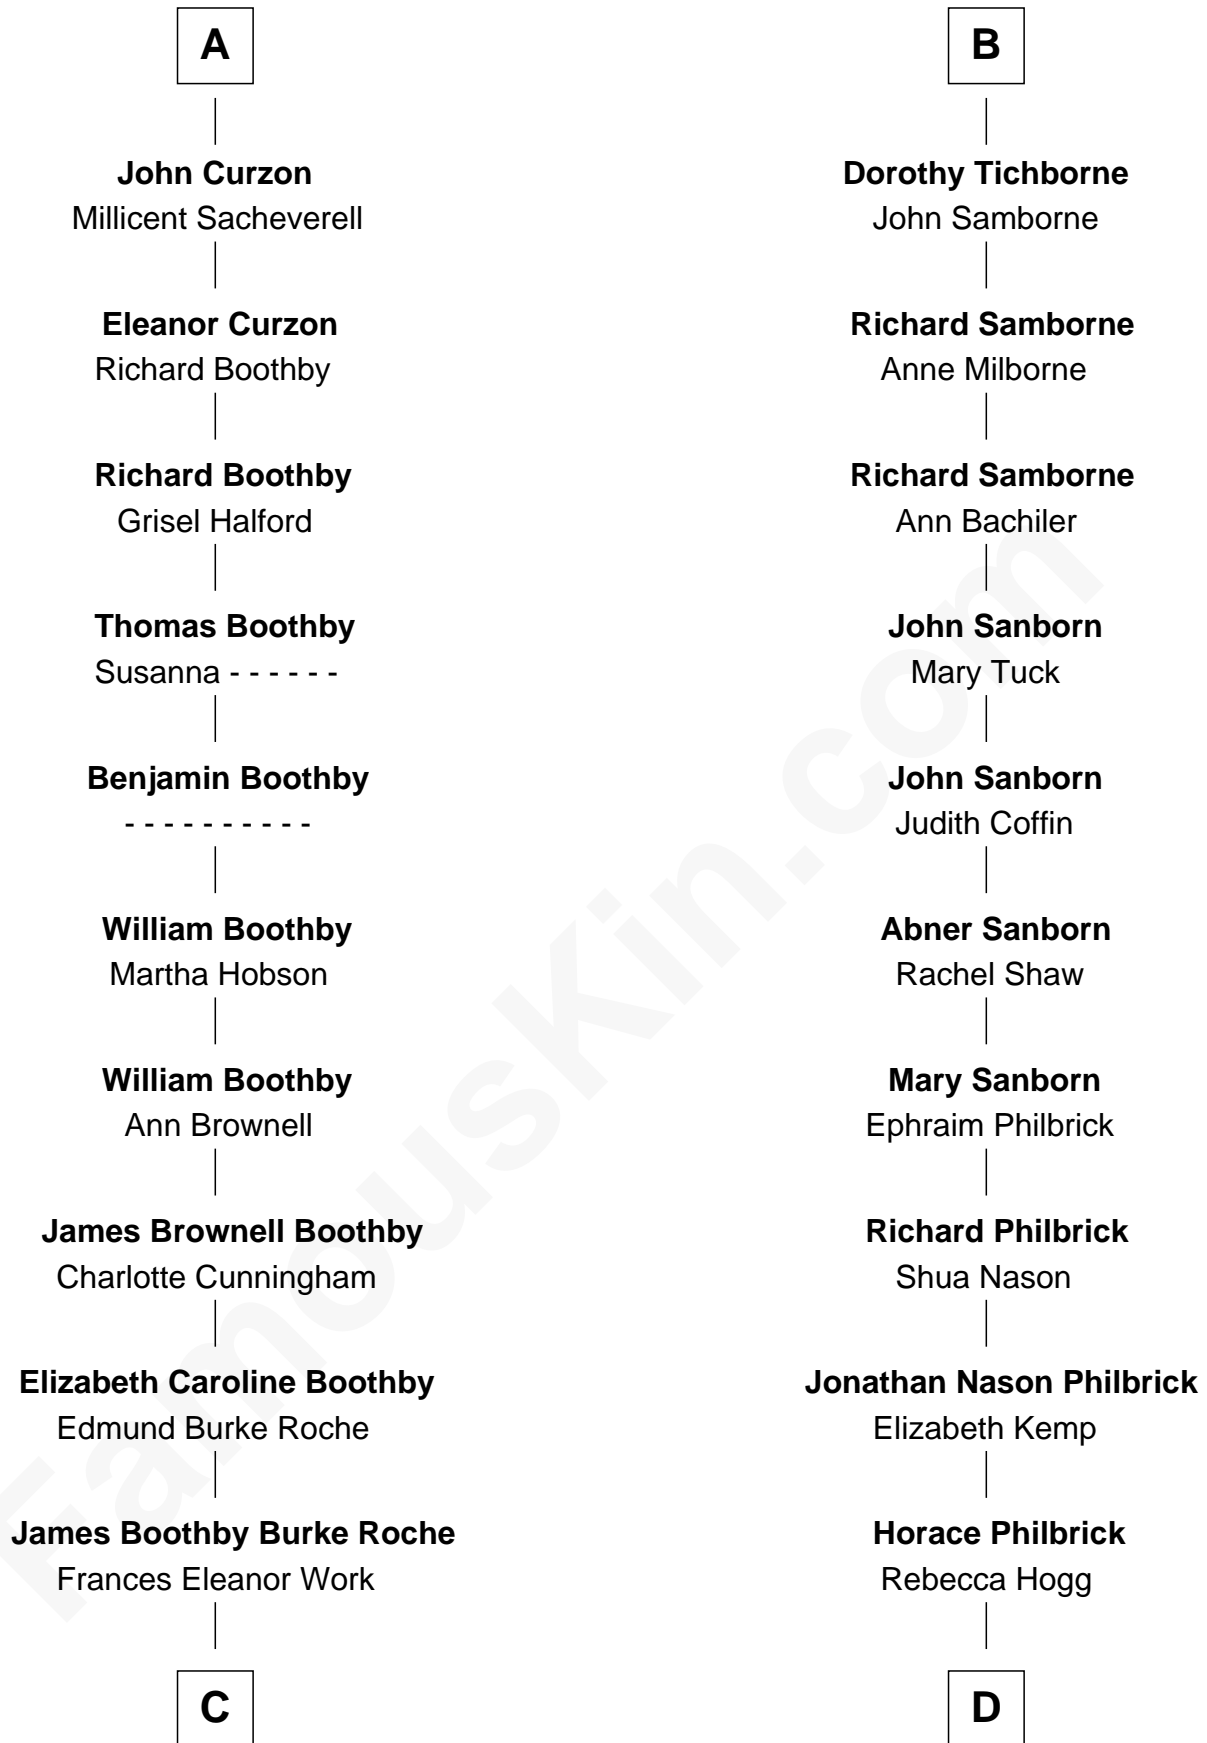 A
John Curzon
Millicent Sacheverell
Eleanor Curzon
Richard Boothby
Richard Boothby
Grisel Halford
Thomas Boothby
Susanna - - - - - -
Benjamin Boothby
- - - - - - - - - -
William Boothby
Martha Hobson
William Boothby
Ann Brownell
James Brownell Boothby
Charlotte Cunningham
Elizabeth Caroline Boothby
Edmund Burke Roche
James Boothby Burke Roche
Frances Eleanor Work
C
B
Dorothy Tichborne
John Samborne
Richard Samborne
Anne Milborne
Richard Samborne
Ann Bachiler
John Sanborn
Mary Tuck
John Sanborn
Judith Coffin
Abner Sanborn
Rachel Shaw
Mary Sanborn
Ephraim Philbrick
Richard Philbrick
Shua Nason
Jonathan Nason Philbrick
Elizabeth Kemp
Horace Philbrick
Rebecca Hogg
D
FamousKin.com